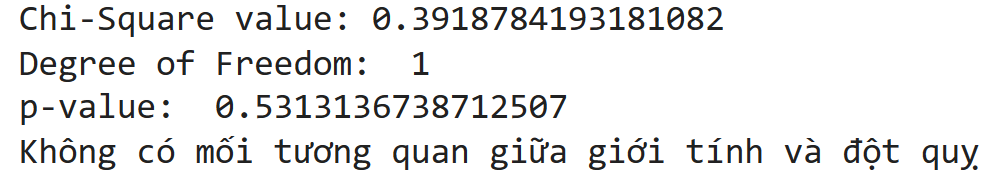 Chi-Square value: 0.3918784193181082
Degree of Freedom:  1
p-value:  0.5313136738712507
Không có mối tương quan giữa giới tính và đột quỵ